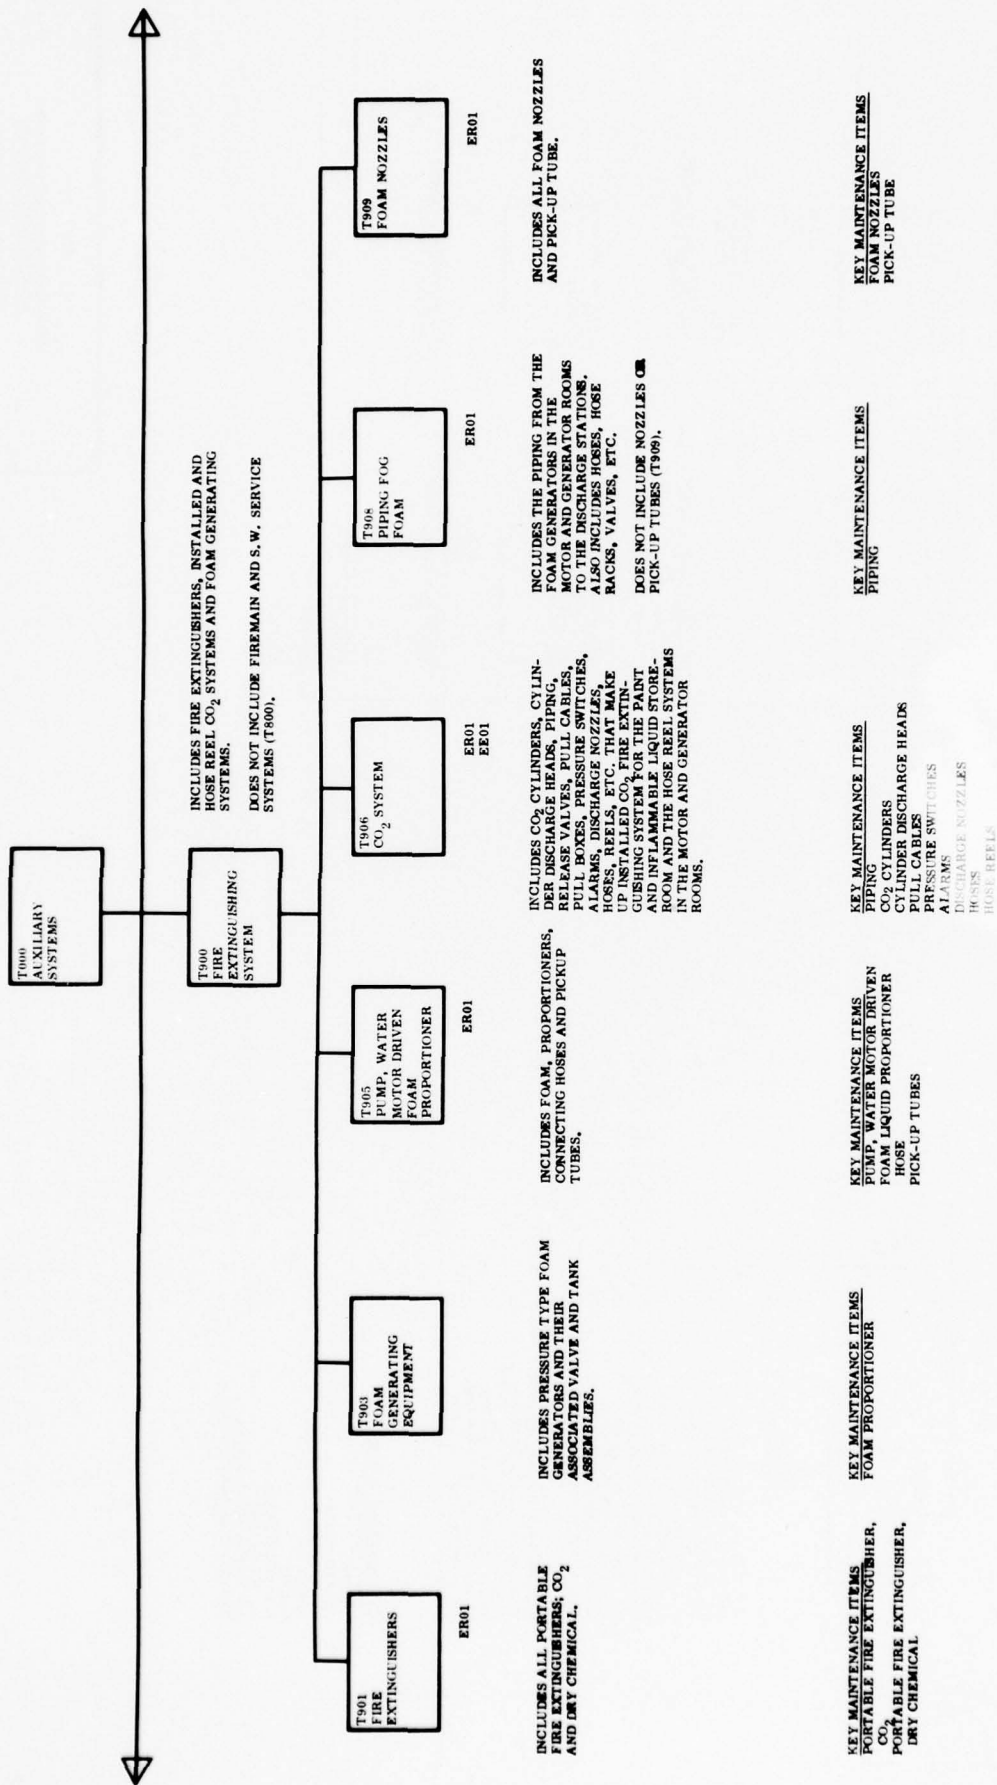 T000
AUXILIARY
SYSTEMS
T900
FIRE
EXTINGUISHING
SYSTEM
INCLUDES FIRE EXTINGUISHERS, INSTALLED AND
HOSE REEL CO2 SYSTEMS AND FOAM GENERATING
SYSTEMS.
DOES NOT INCLUDE FIREMAIN AND S.W. SERVICE
SYSTEMS (T800).
T901
FIRE
EXTINGUISHERS
ER01
INCLUDES ALL PORTABLE
FIRE EXTINGUISHERS; CO2
AND DRY CHEMICAL.
KEY MAINTENANCE ITEMS
PORTABLE FIRE EXTINGUISHER,
CO2
PORTABLE FIRE EXTINGUISHER,
DRY CHEMICAL
T903
FOAM
GENERATING
EQUIPMENT
INCLUDES PRESSURE TYPE FOAM
GENERATORS AND THEIR
ASSOCIATED VALVE AND TANK
ASSEMBLIES.
KEY MAINTENANCE ITEMS
FOAM PROPORTIONER
T905
PUMP, WATER
MOTOR DRIVEN
FOAM
PROPORTIONER
ER01
INCLUDES FOAM, PROPORTIONERS,
CONNECTING HOSES AND PICKUP
TUBES.
KEY MAINTENANCE ITEMS
PUMP, WATER MOTOR DRIVEN
FOAM LIQUID PROPORTIONER
HOSE
PICK-UP TUBES
T906
CO2 SYSTEM
ER01
EE01
INCLUDES CO2 CYLINDERS, CYLIN-
DER DISCHARGE HEADS, PIPING,
RELEASE VALVES, PULL CABLES,
PULL BOXES, PRESSURE SWITCHES,
ALARMS, DISCHARGE NOZZLES,
HOSES, REELS, ETC. THAT MAKE
UP INSTALLED CO2 FIRE EXTIN-
GUISHING SYSTEM FOR THE PAINT
AND INFLAMMABLE LIQUID STORE-
ROOM AND THE HOSE REEL SYSTEMS
IN THE MOTOR AND GENERATOR
ROOMS.
KEY MAINTENANCE ITEMS
PIPING
CO2 CYLINDERS
CYLINDER DISCHARGE HEADS
PULL CABLES
PRESSURE SWITCHES
ALARMS
DISCHARGE NOZZLES
HOSES
HOSE REELS
T908
PIPING FOG
FOAM
ER01
INCLUDES THE PIPING FROM THE
FOAM GENERATORS IN THE
MOTOR AND GENERATOR ROOMS
TO THE DISCHARGE STATIONS.
ALSO INCLUDES HOSES, HOSE
RACKS, VALVES, ETC.
DOES NOT INCLUDE NOZZLES OR
PICK-UP TUBES (T909).
KEY MAINTENANCE ITEMS
PIPING
T909
FOAM NOZZLES
ER01
INCLUDES ALL FOAM NOZZLES
AND PICK-UP TUBE.
KEY MAINTENANCE ITEMS
FOAM NOZZLES
PICK-UP TUBE